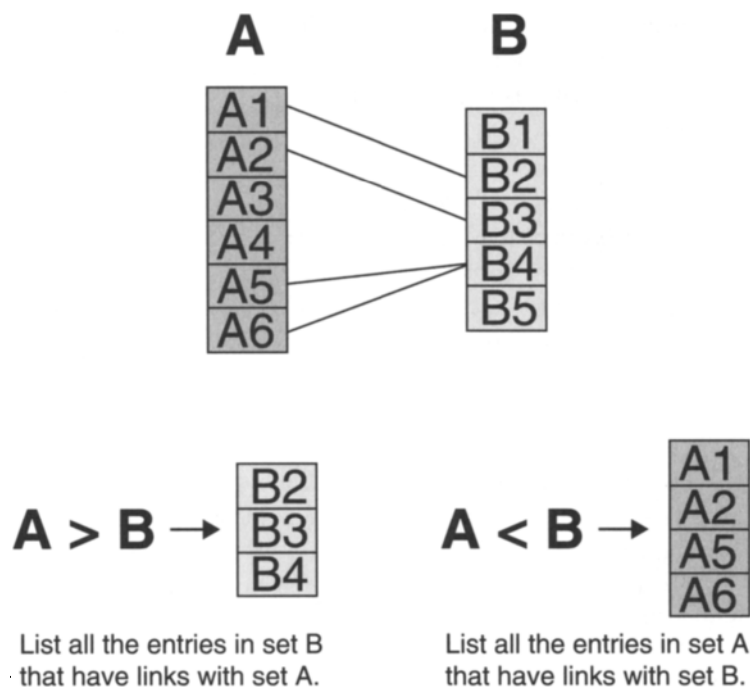 A B
A1
A2
A3
A4
A5
A6
B1
B2
B3
B4
B5
A > B →
B2
B3
B4
List all the entries in set B
that have links with set A.
A < B →
A1
A2
A5
A6
List all the entries in set A
that have links with set B.